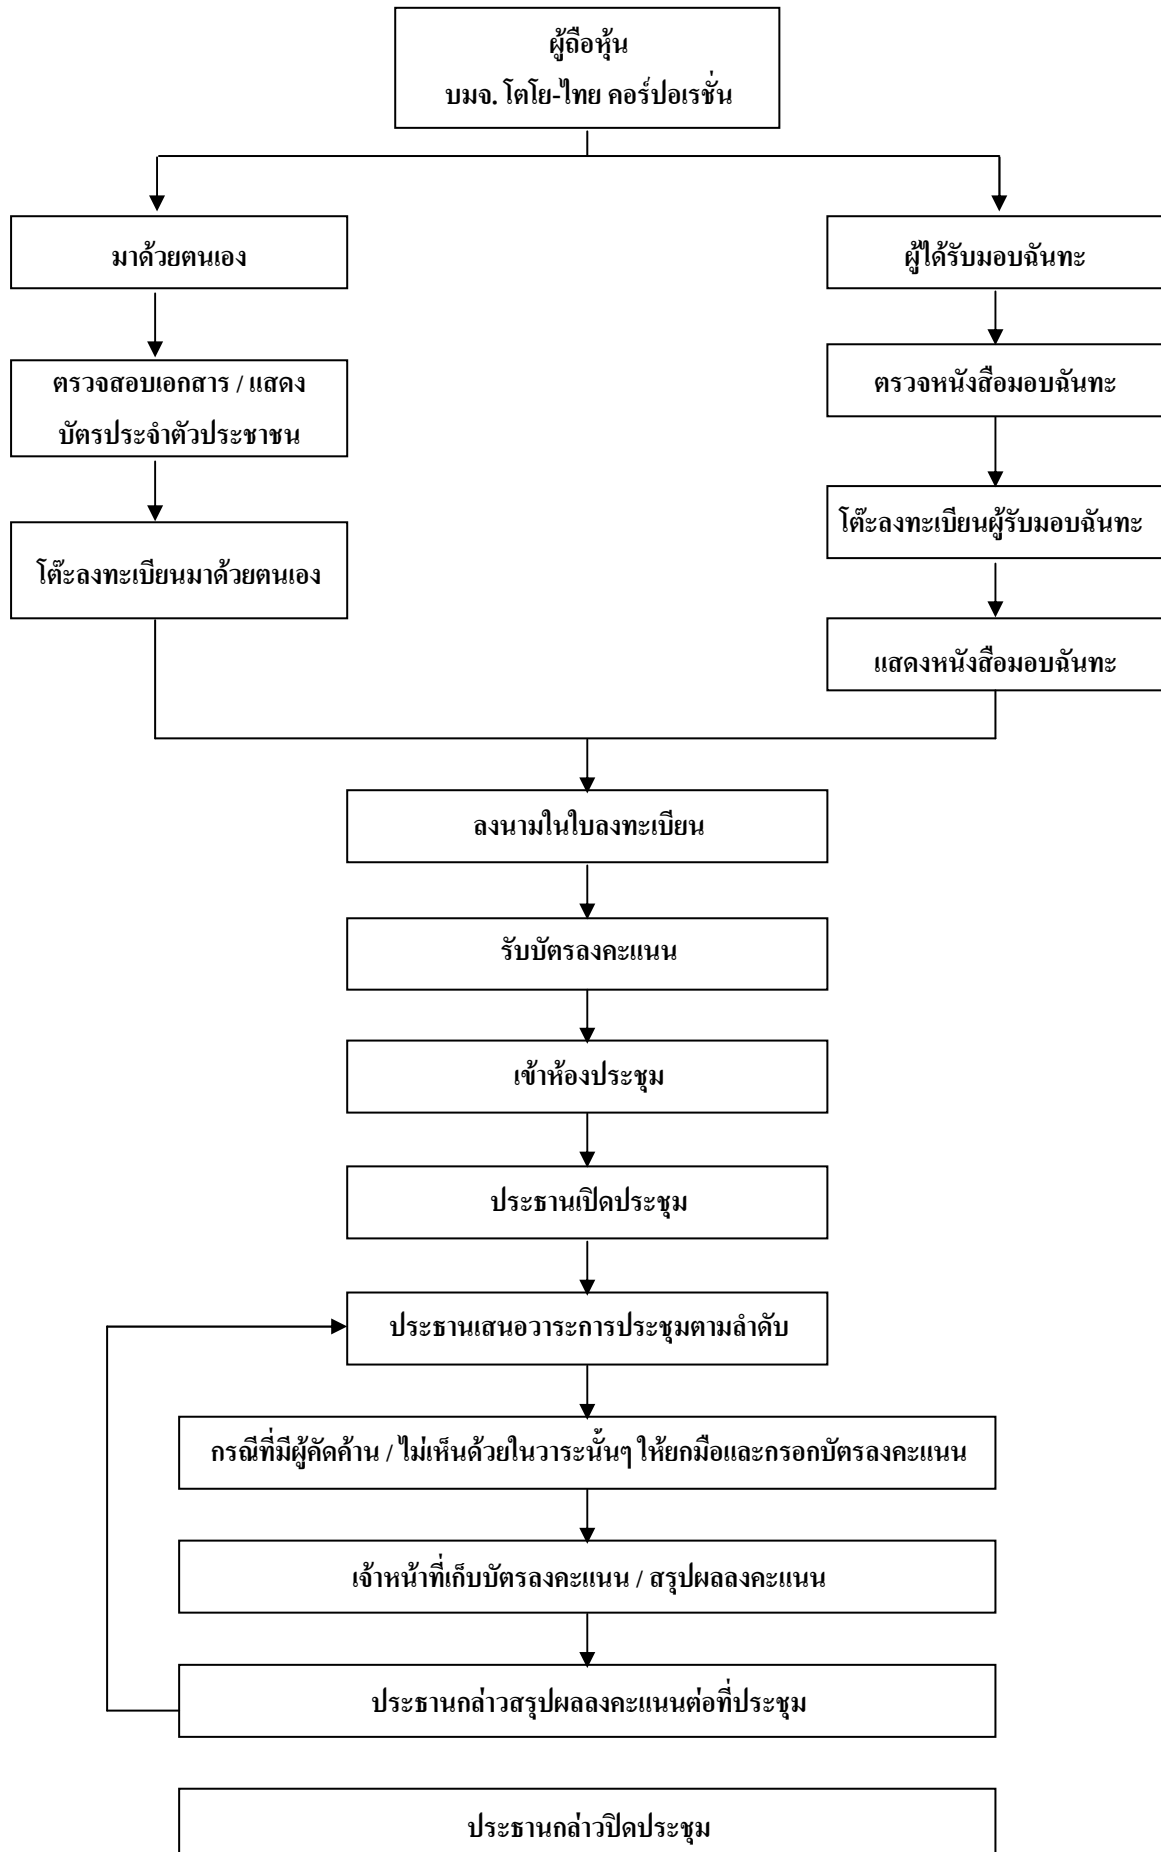 ผู้ถือหุ้น
บมจ. โตโย-ไทย คอร์ปอเรชั่น
มาด้วยตนเอง
ตรวจสอบเอกสาร / แสดง
บัตรประจำตัวประชาชน
โต๊ะลงทะเบียนมาด้วยตนเอง
ผู้ได้รับมอบฉันทะ
ตรวจหนังสือมอบฉันทะ
โต๊ะลงทะเบียนผู้รับมอบฉันทะ
แสดงหนังสือมอบฉันทะ
ลงนามในใบลงทะเบียน
รับบัตรลงคะแนน
เข้าห้องประชุม
ประธานเปิดประชุม
ประธานเสนอวาระการประชุมตามลำดับ
กรณีที่มีผู้คัดค้าน / ไม่เห็นด้วยในวาระนั้นๆ ให้ยกมือและกรอกบัตรลงคะแนน
เจ้าหน้าที่เก็บบัตรลงคะแนน / สรุปผลลงคะแนน
ประธานกล่าวสรุปผลลงคะแนนต่อที่ประชุม
ประธานกล่าวปิดประชุม